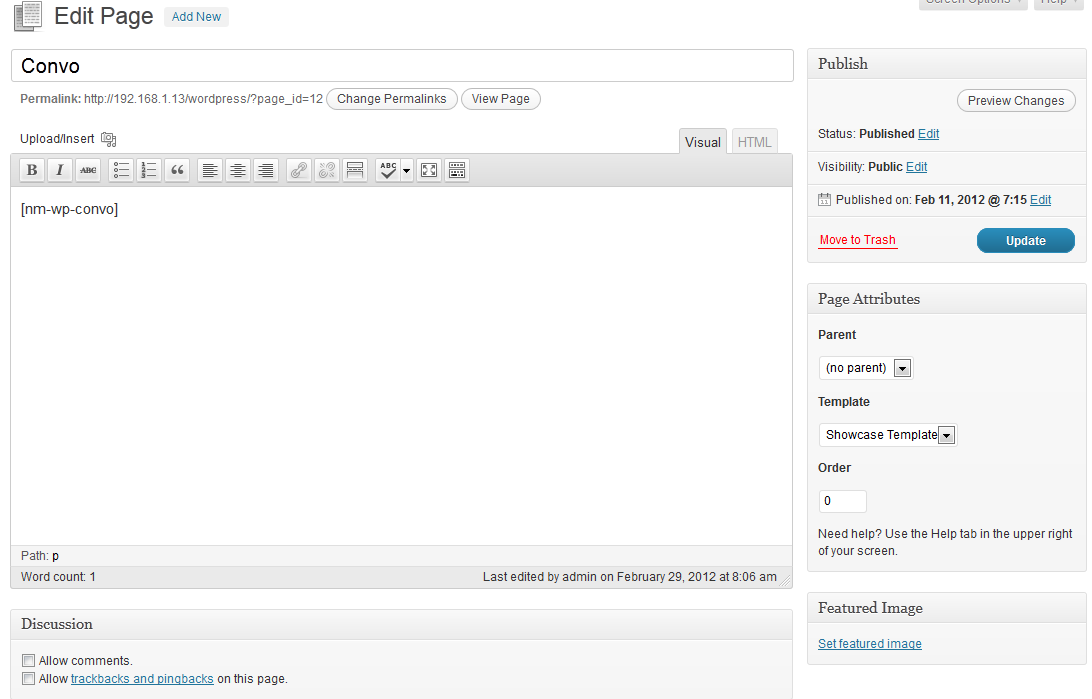 Screen Options
Help
Edit Page Add New
Convo
Permalink: http://192.168.1.13/wordpress/?page_id=12 Change Permalinks View Page
Upload/Insert
Visual HTML
B I ABC ABC
[nm-wp-convo]
Path: p
Word count: 1 Last edited by admin on February 29, 2012 at 8:06 am
Discussion
Allow comments.
Allow trackbacks and pingbacks on this page.
Publish
Preview Changes
Status: Published Edit
Visibility: Public Edit
Published on: Feb 11, 2012 @ 7:15 Edit
Move to Trash Update
Page Attributes
Parent
(no parent)
Template
Showcase Template
Order
0
Need help? Use the Help tab in the upper right
of your screen.
Featured Image
Set featured image